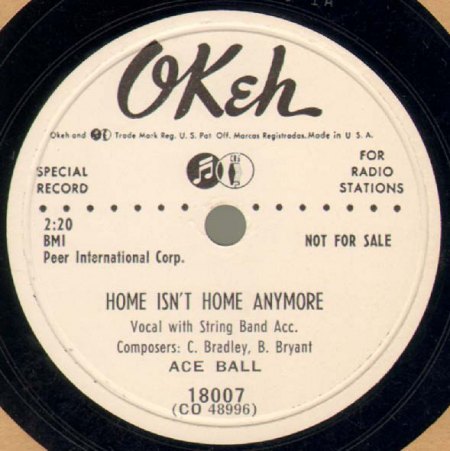 1A
OKeh
Okeh and Trade Mark Reg. U. S. Pat. Off. Marcas Registradas. Made in U S. A.
SPECIAL RECORD
FOR RADIO STATIONS
2:20
BMI
Peer International Corp.
NOT FOR SALE
HOME ISN'T HOME ANYMORE
Vocal with String Band Acc.
Composers: C. Bradley, B. Bryant
ACE BALL
18007
(CO 48996)